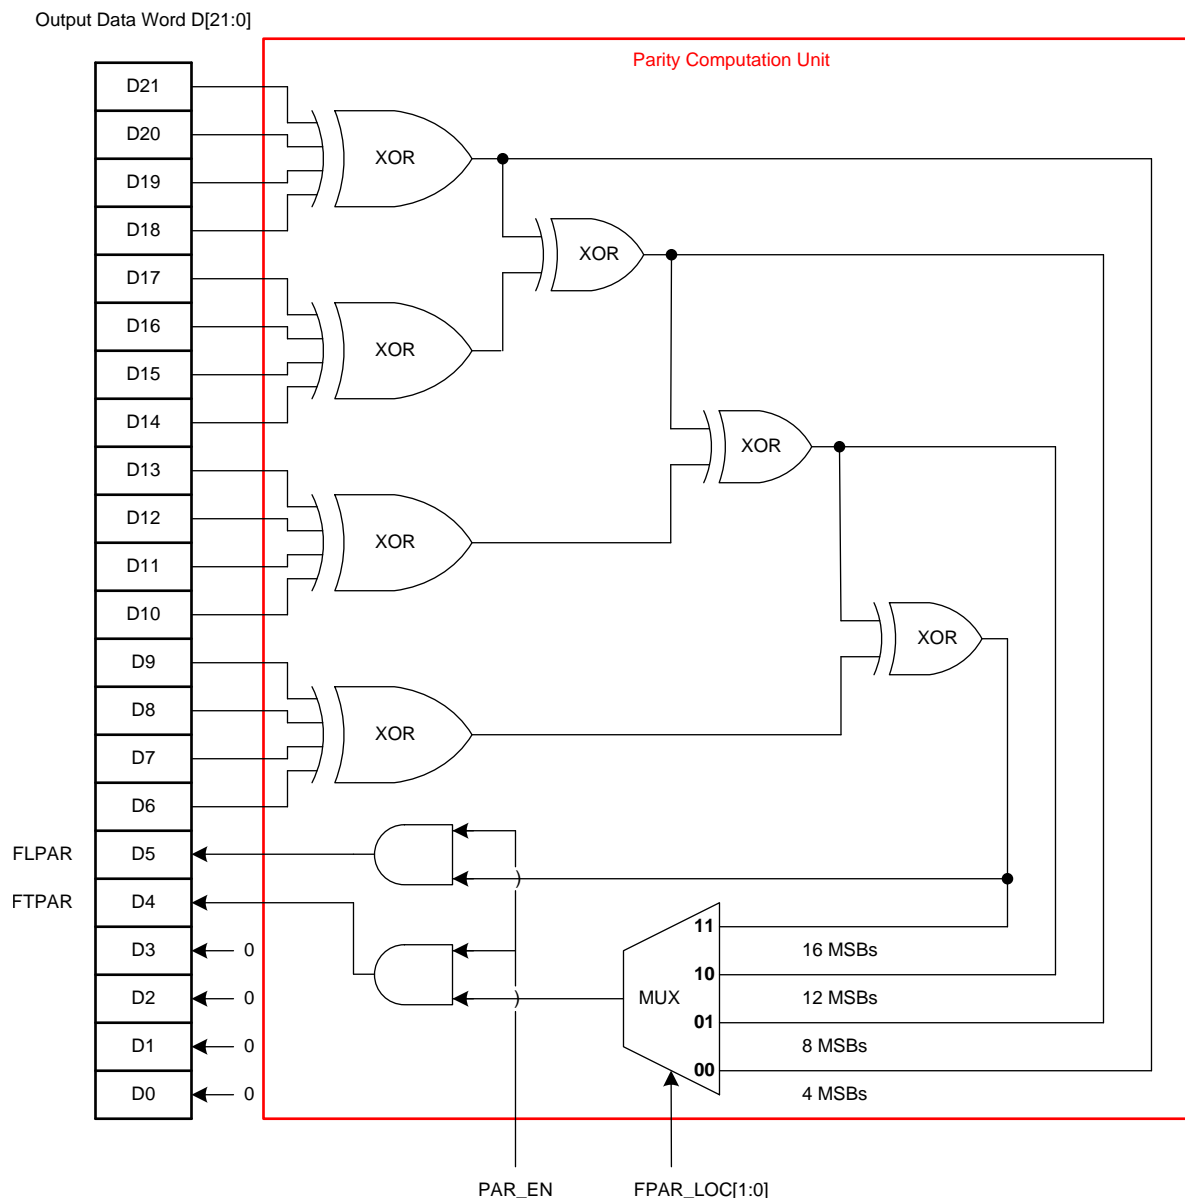 Output Data Word D[21:0]
Parity Computation Unit
D21
D20
D19
D18
D17
D16
D15
D14
D13
D12
D11
D10
D9
D8
D7
D6
FLPAR D5
FTPAR D4
D3 0
D2 0
D1 0
D0 0
XOR
XOR
XOR
XOR
XOR
XOR
XOR
MUX
11
16 MSBs
10
12 MSBs
01
8 MSBs
00
4 MSBs
PAR_EN
FPAR_LOC[1:0]